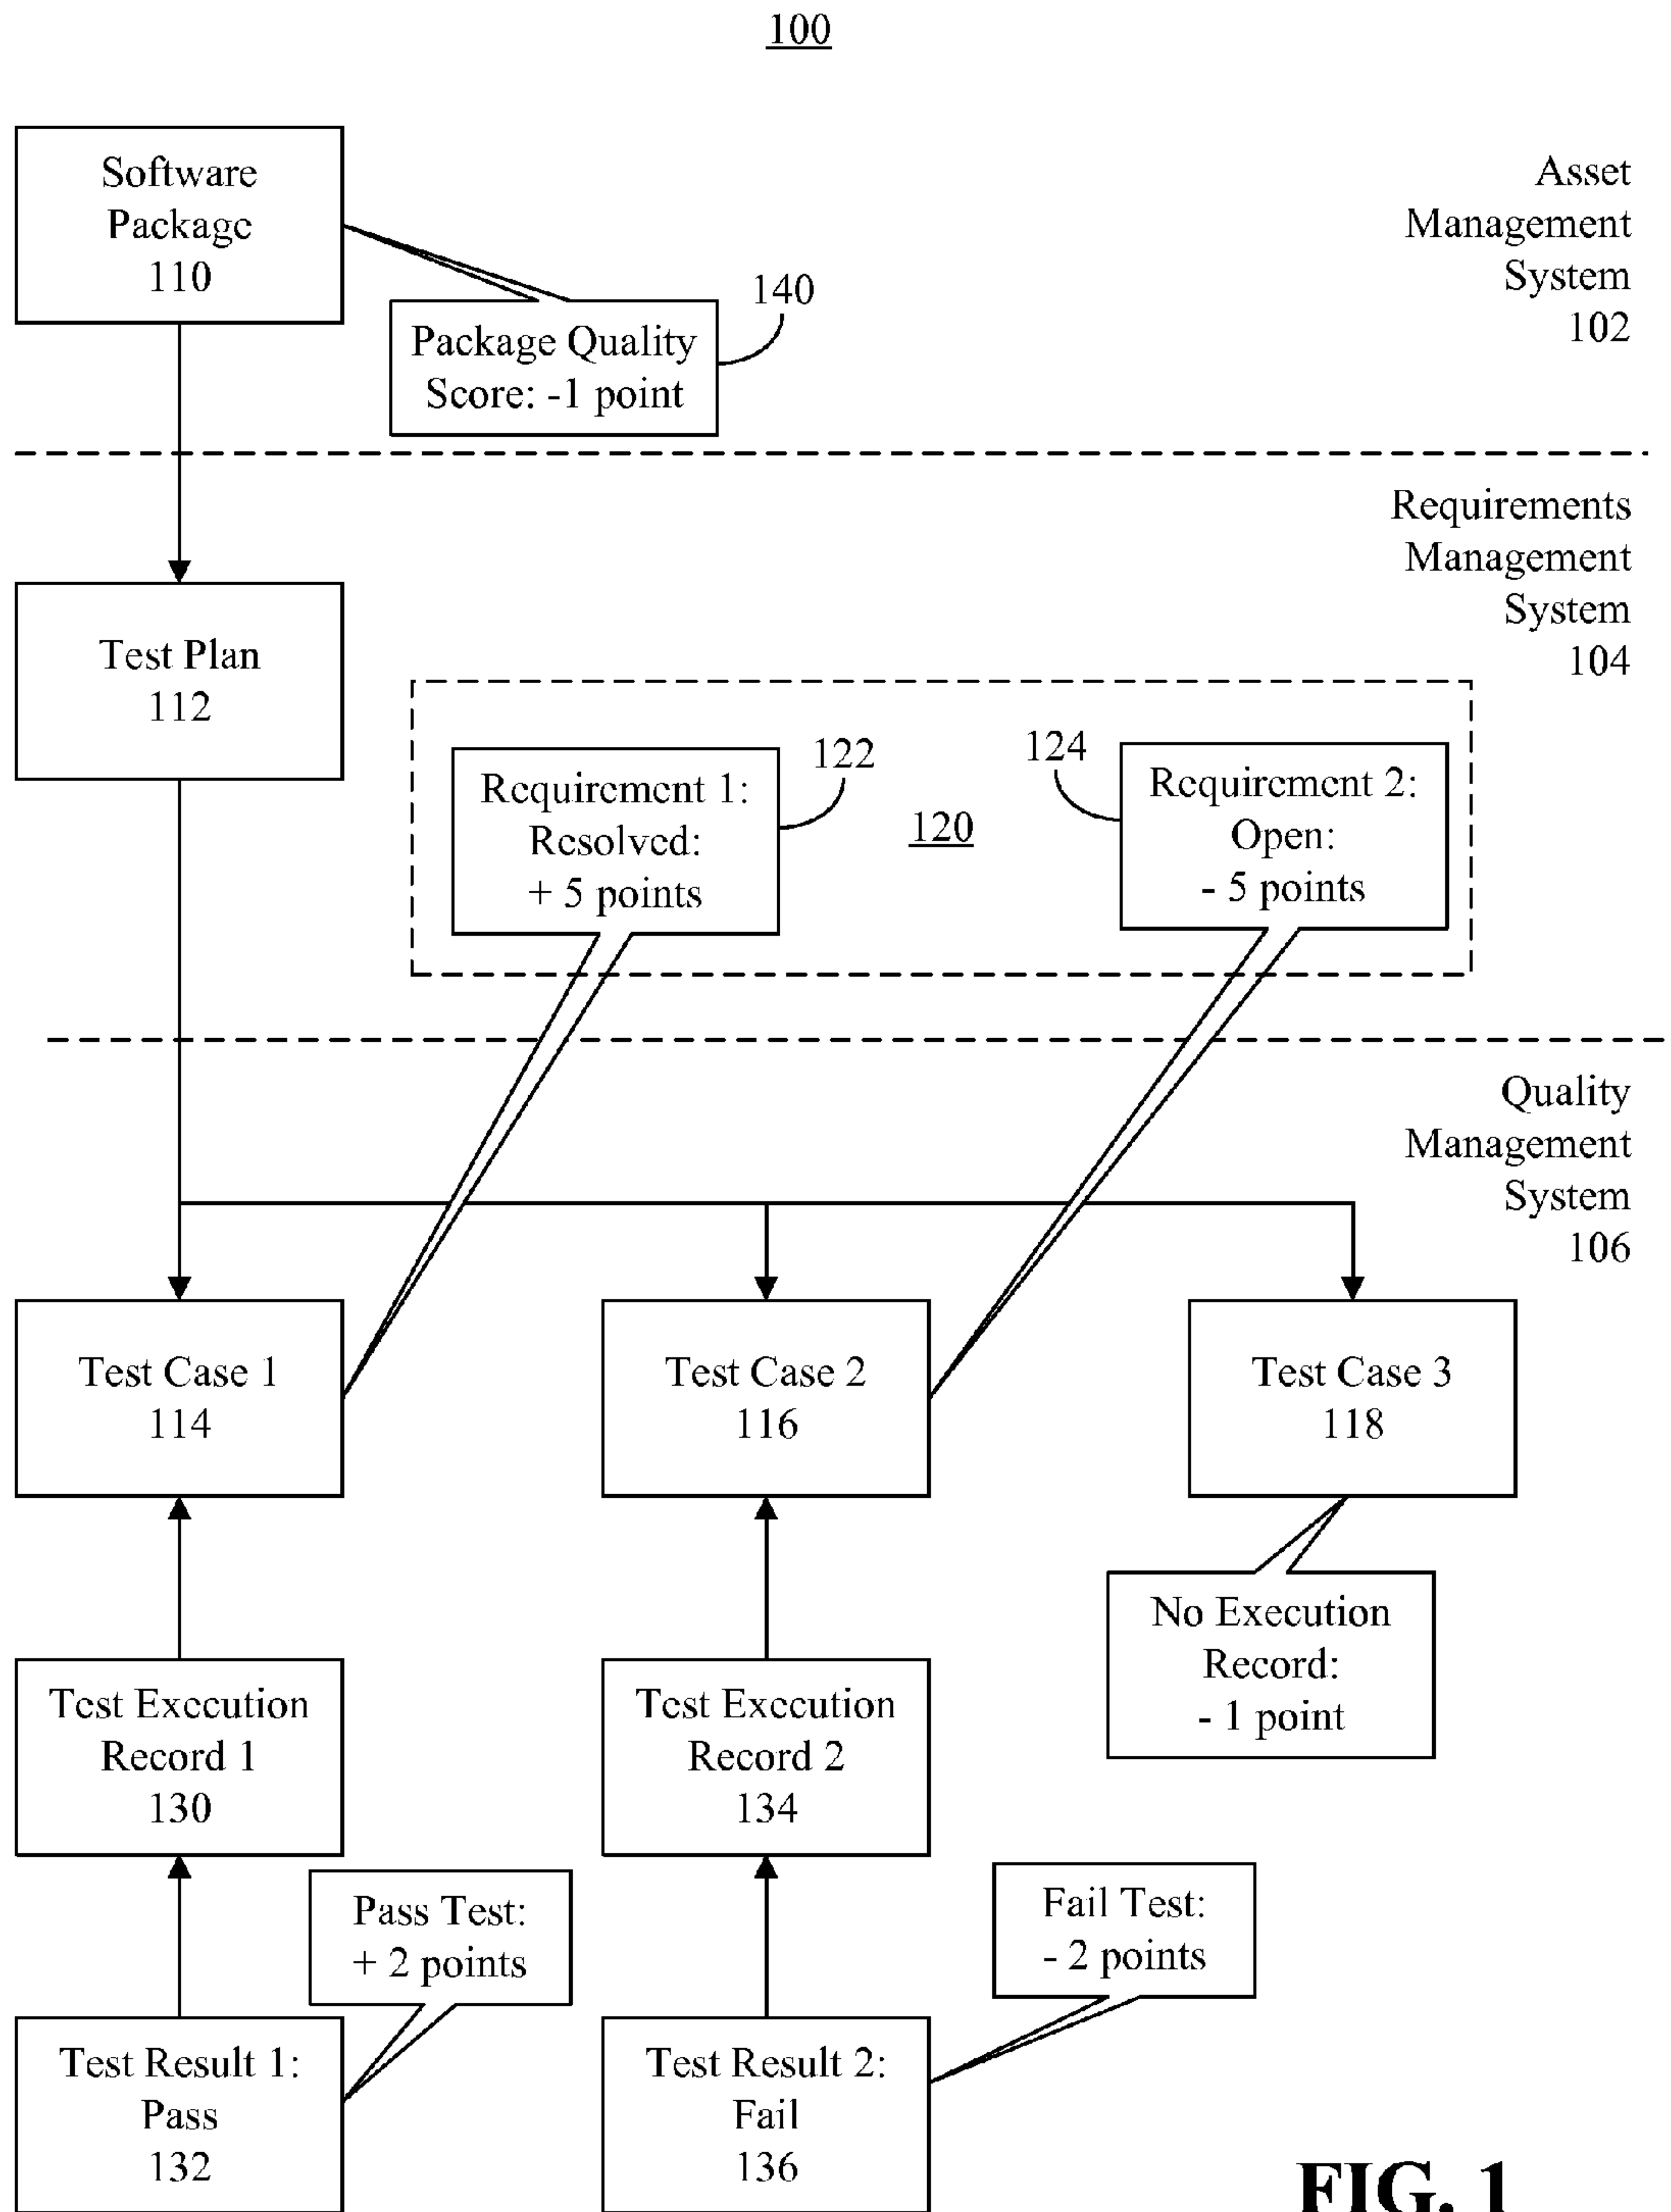 100
Software
Package
110
Asset
Management
System
102
140
Package Quality
Score: -1 point
Requirements
Management
System
104
Test Plan
112
122
124
Requirement 1:
Resolved:
+ 5 points
120
Requirement 2:
Open:
- 5 points
Quality
Management
System
106
Test Case 1
114
Test Case 2
116
Test Case 3
118
No Execution
Record:
- 1 point
Test Execution
Record 1
130
Test Execution
Record 2
134
Pass Test:
+ 2 points
Fail Test:
- 2 points
Test Result 1:
Pass
132
Test Result 2:
Fail
136
FIG. 1